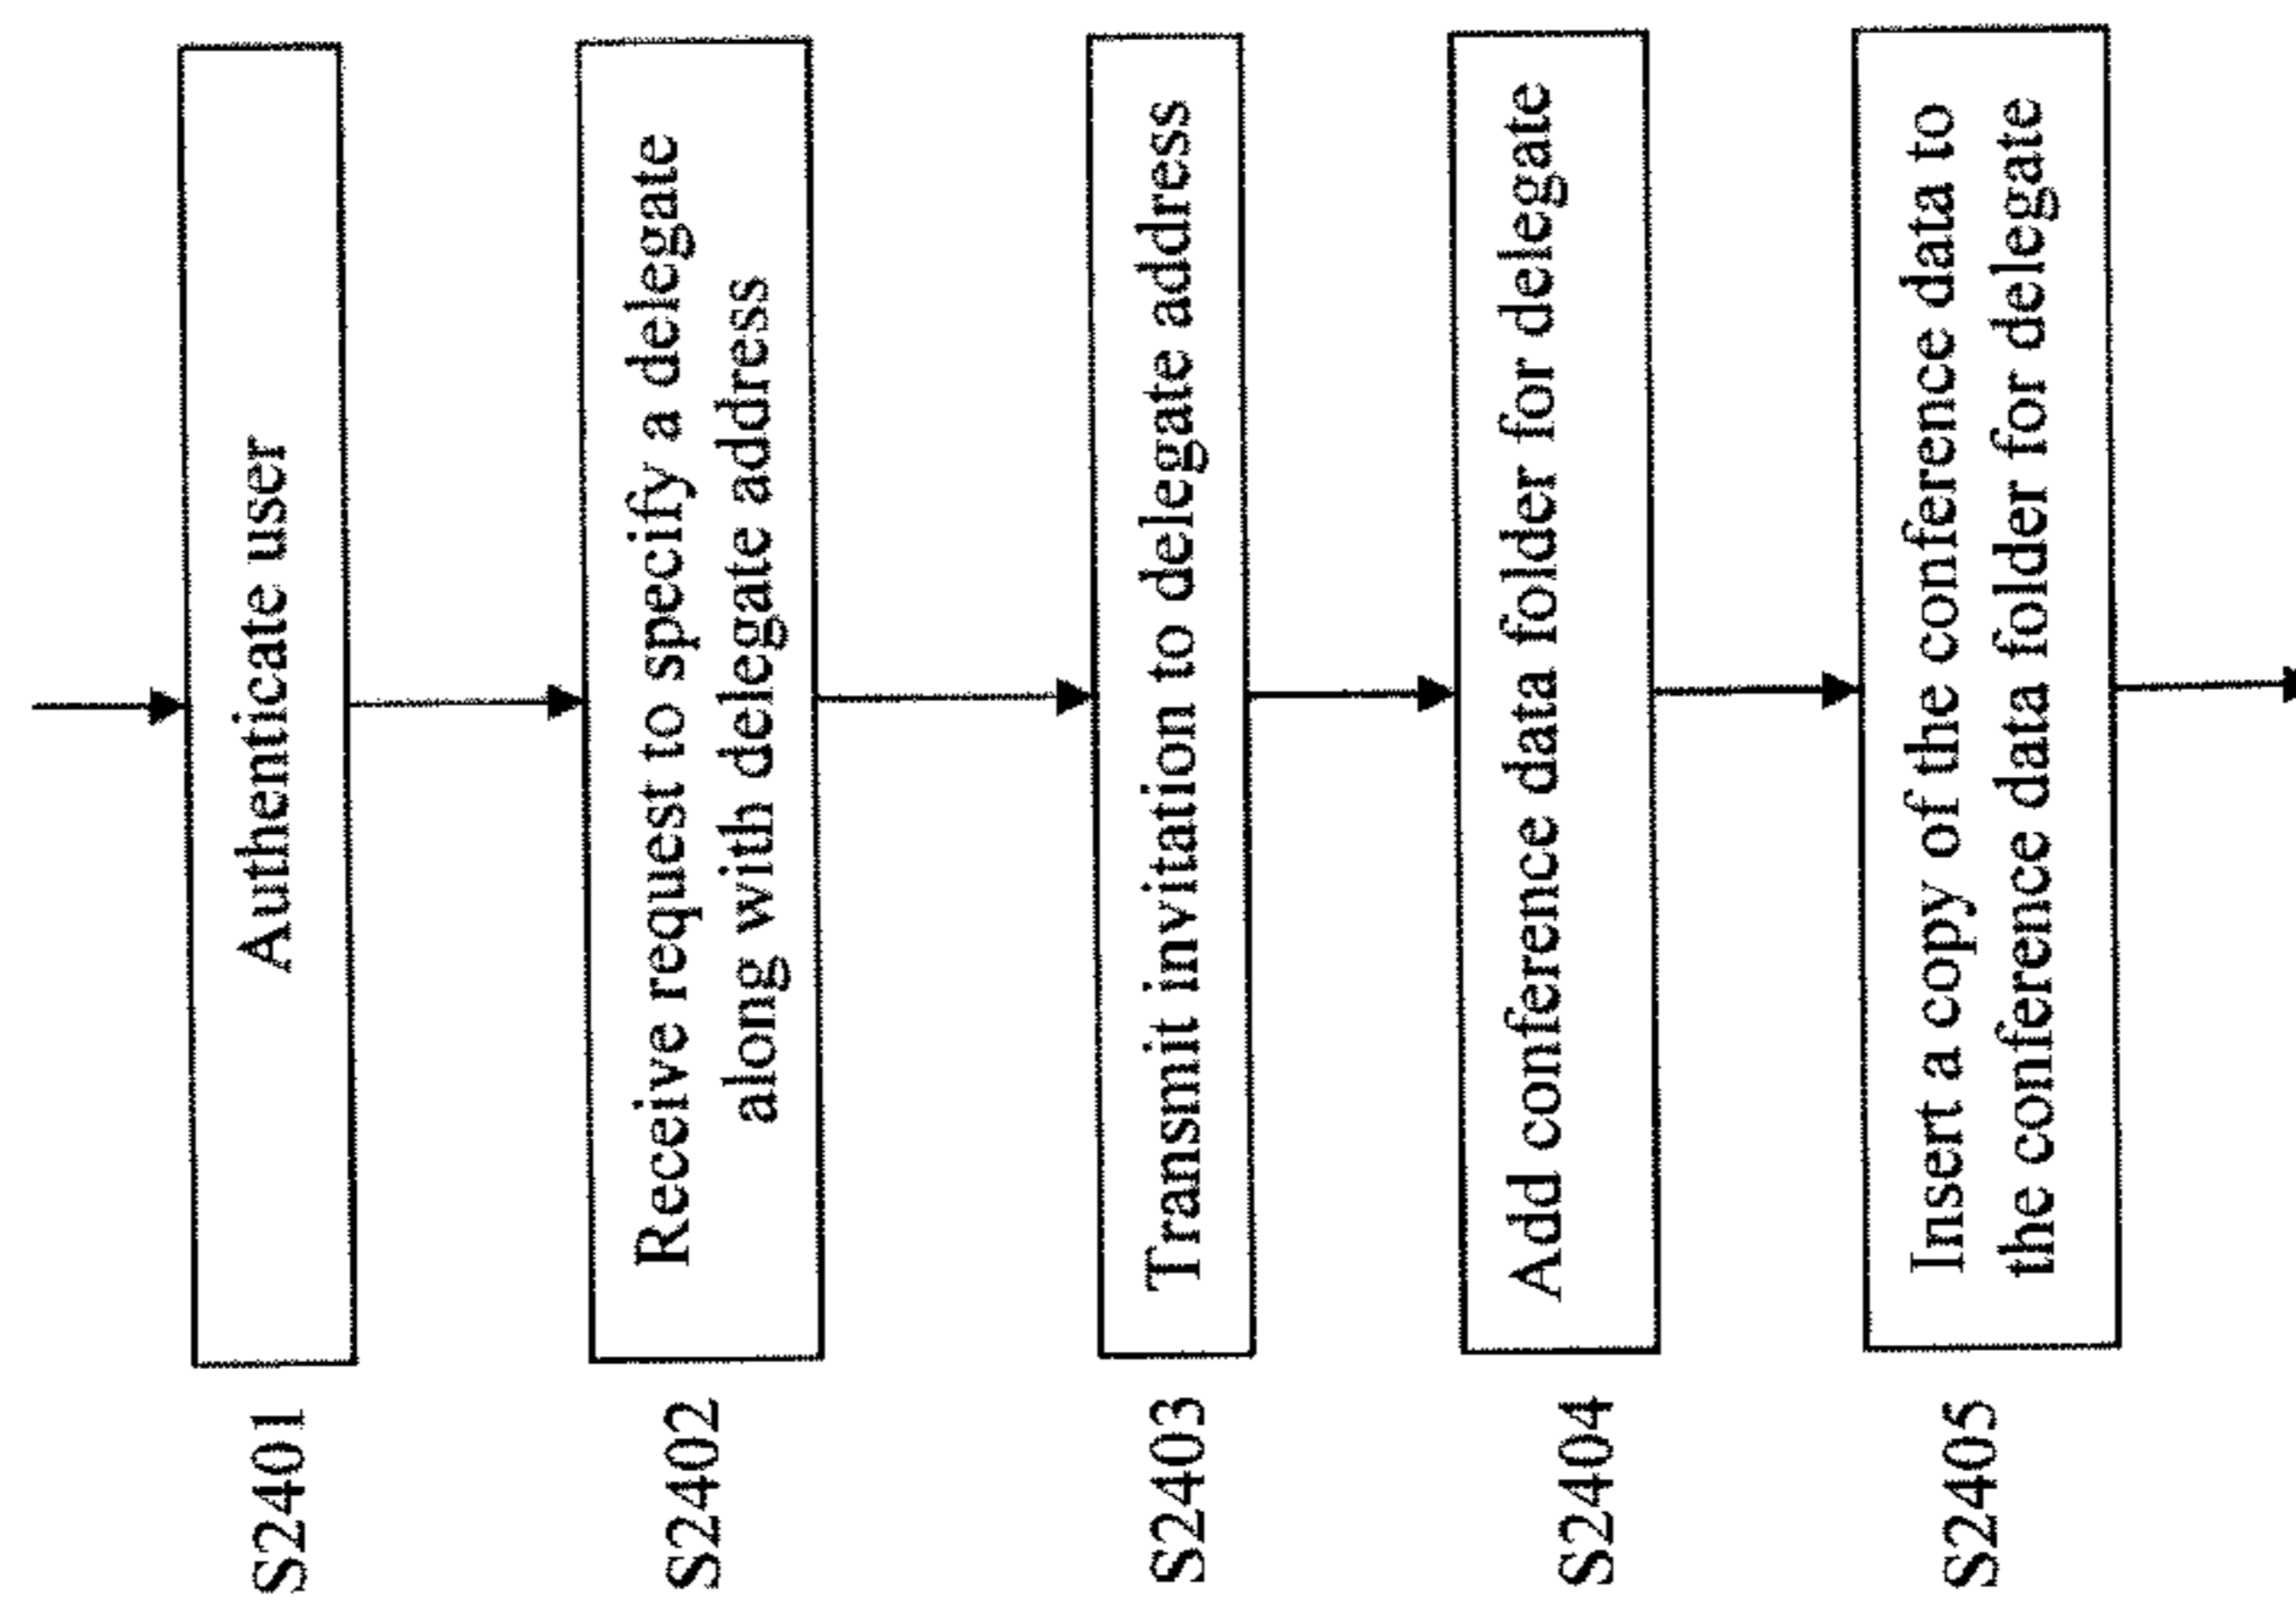 S2401
Authenticate user
S2402
Receive request to specify a delegate
along with delegate address
S2403
Transmit invitation to delegate address
S2404
Add conference data folder for delegate
S2405
Insert a copy of the conference data to
the conference data folder for delegate